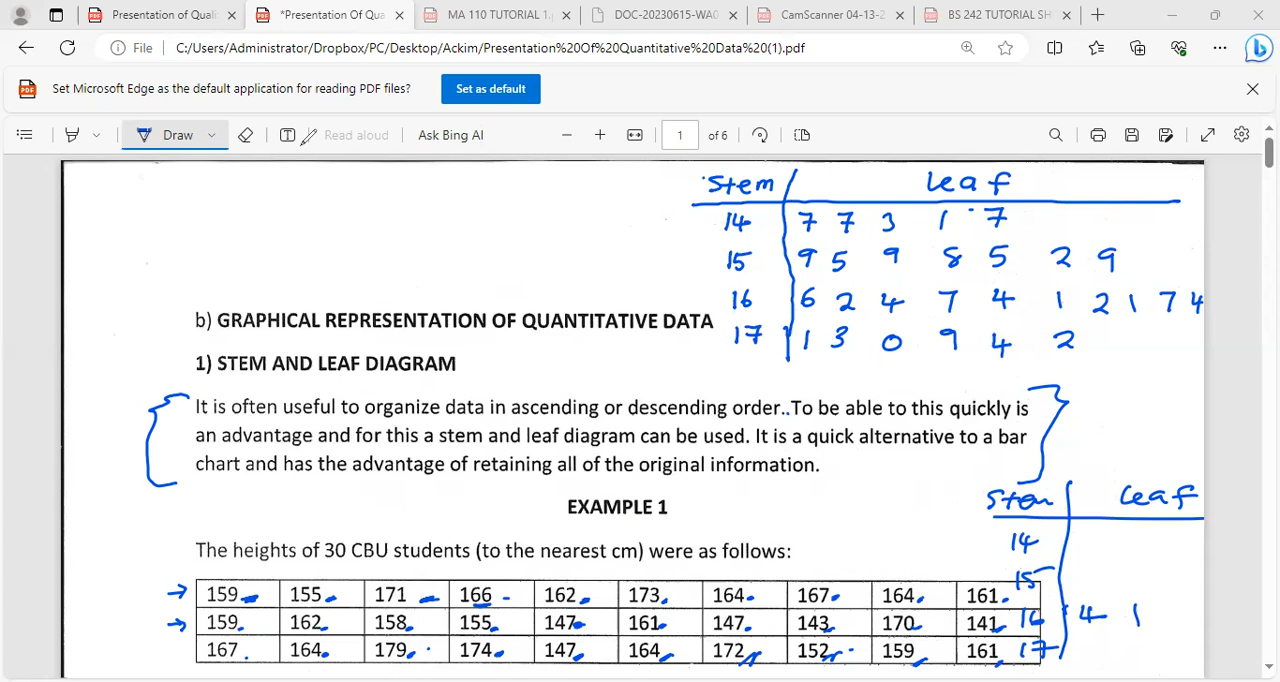 Presentation of Quali
*Presentation Of Qua
MA 110 TUTORIAL 1.p
DOC-20230615-WA0
CamScanner 04-13-2
BS 242 TUTORIAL SH
File C:/Users/Administrator/Dropbox/PC/Desktop/Ackim/Presentation%20Of%20Quantitative%20Data%20(1).pdf
Set Microsoft Edge as the default application for reading PDF files? Set as default
Draw Read aloud Ask Bing AI 1 of 6
Stem leaf
14 7 7 3 1 7
15 9 5 9 8 5 2 9
16 6 2 4 7 4 1 2 1 7 4
17 1 3 0 9 4 2
b) GRAPHICAL REPRESENTATION OF QUANTITATIVE DATA
1) STEM AND LEAF DIAGRAM
It is often useful to organize data in ascending or descending order..To be able to this quickly is
an advantage and for this a stem and leaf diagram can be used. It is a quick alternative to a bar
chart and has the advantage of retaining all of the original information.
EXAMPLE 1
The heights of 30 CBU students (to the nearest cm) were as follows:
159 155 171 166 162 173 164 167 164 161
159 162 158 155 147 161 147 143 170 141
167 164 179 174 147 164 172 152 159 161
Stem leaf
14
15
16 4 1
17